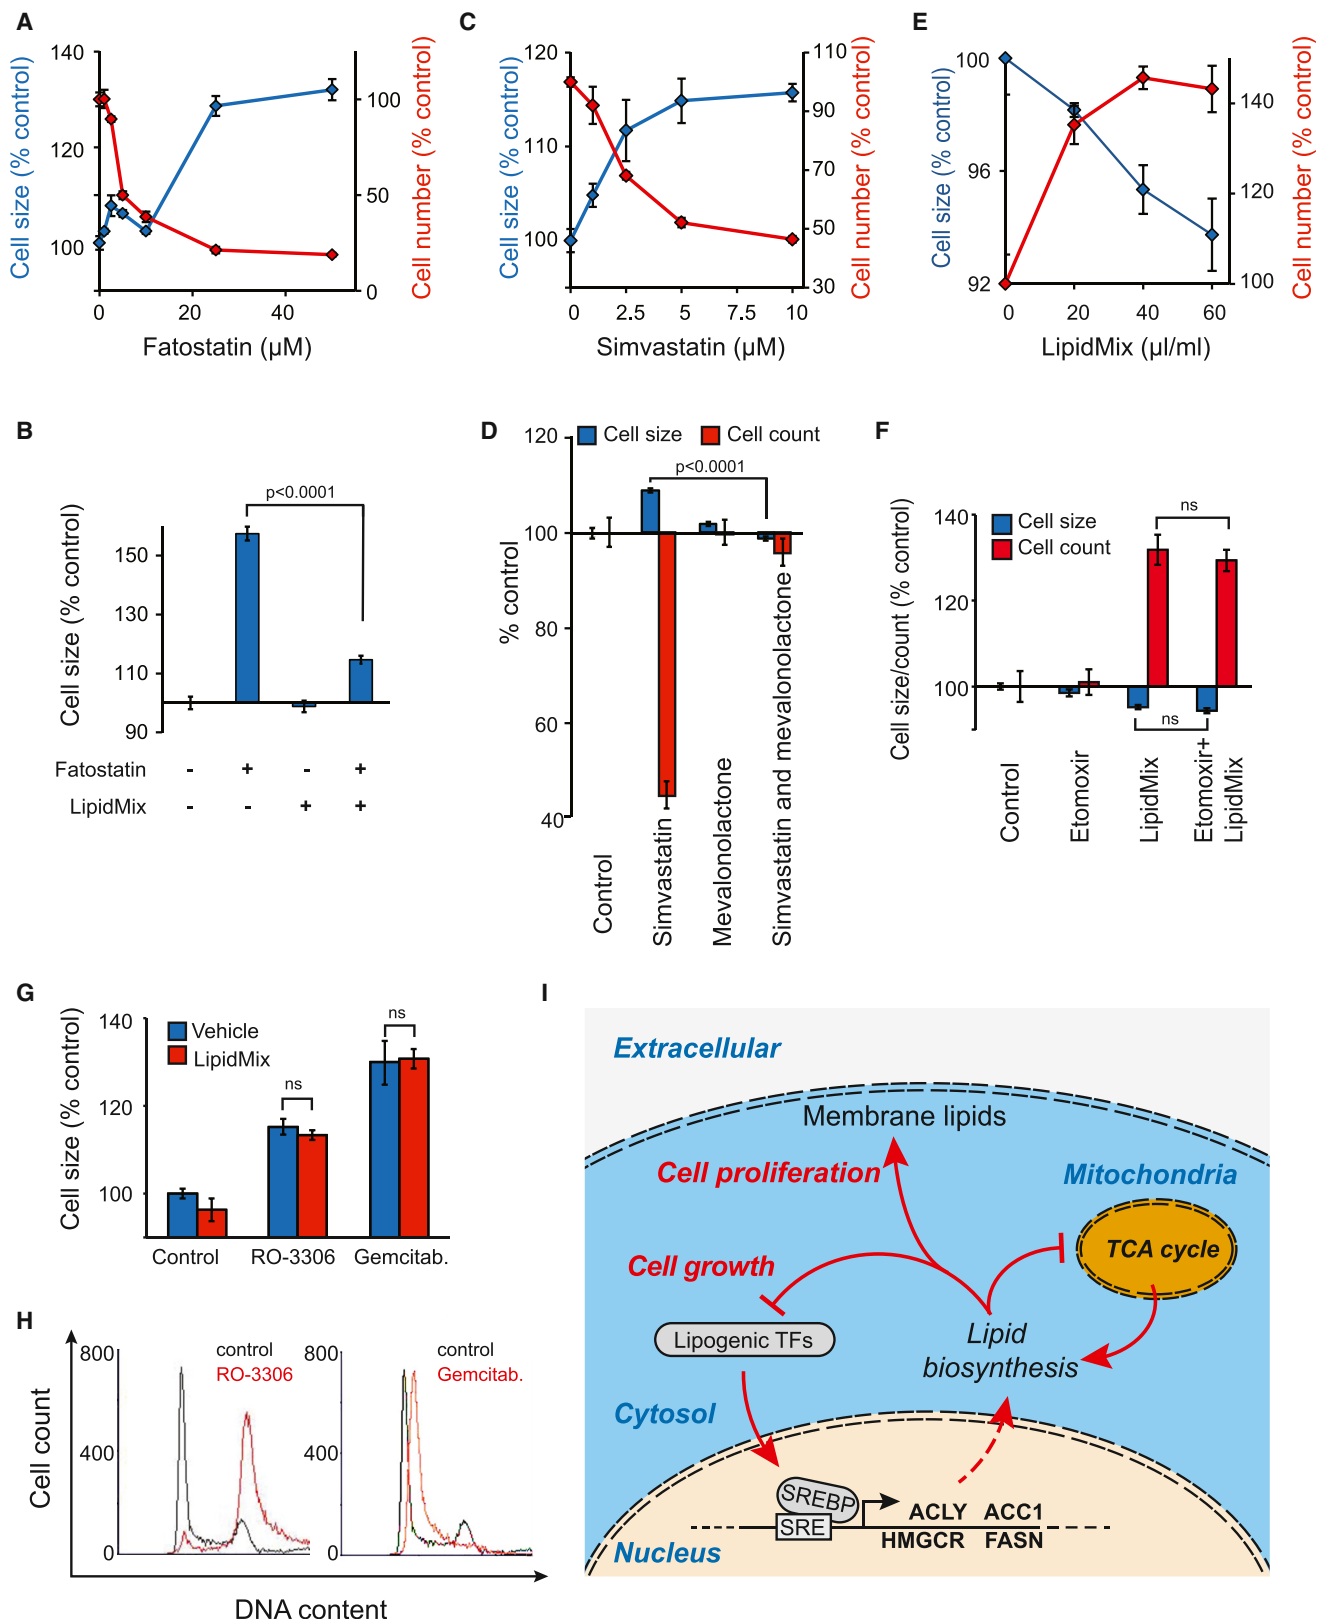 A
Cell size (% control)
140
120
100
100
50
0
Cell number (% control)
0
20
40
Fatostatin (µM)
C
Cell size (% control)
120
110
100
110
90
70
50
30
Cell number (% control)
0
2.5
5
7.5
10
Simvastatin (µM)
E
Cell size (% control)
100
96
92
140
120
100
Cell number (% control)
0
20
40
60
LipidMix (µl/ml)
B
Cell size (% control)
150
130
110
90
p<0.0001
Fatostatin - + - +
LipidMix - - + +
D
% control
120
100
80
60
40
Cell size
Cell count
p<0.0001
Control
Simvastatin
Mevalonolactone
Simvastatin and mevalonolactone
F
Cell size/count (% control)
140
120
100
Cell size
Cell count
ns
ns
Control
Etomoxir
LipidMix
Etomoxir+
LipidMix
G
Cell size (% control)
140
120
100
Vehicle
LipidMix
ns
ns
Control
RO-3306
Gemcitab.
H
Cell count
800
400
0
control
RO-3306
800
400
0
control
Gemcitab.
DNA content
I
Extracellular
Membrane lipids
Cell proliferation
Mitochondria
TCA cycle
Cell growth
Lipogenic TFs
Lipid
biosynthesis
Cytosol
SREBP
SRE
ACLY ACC1
HMGCR FASN
Nucleus